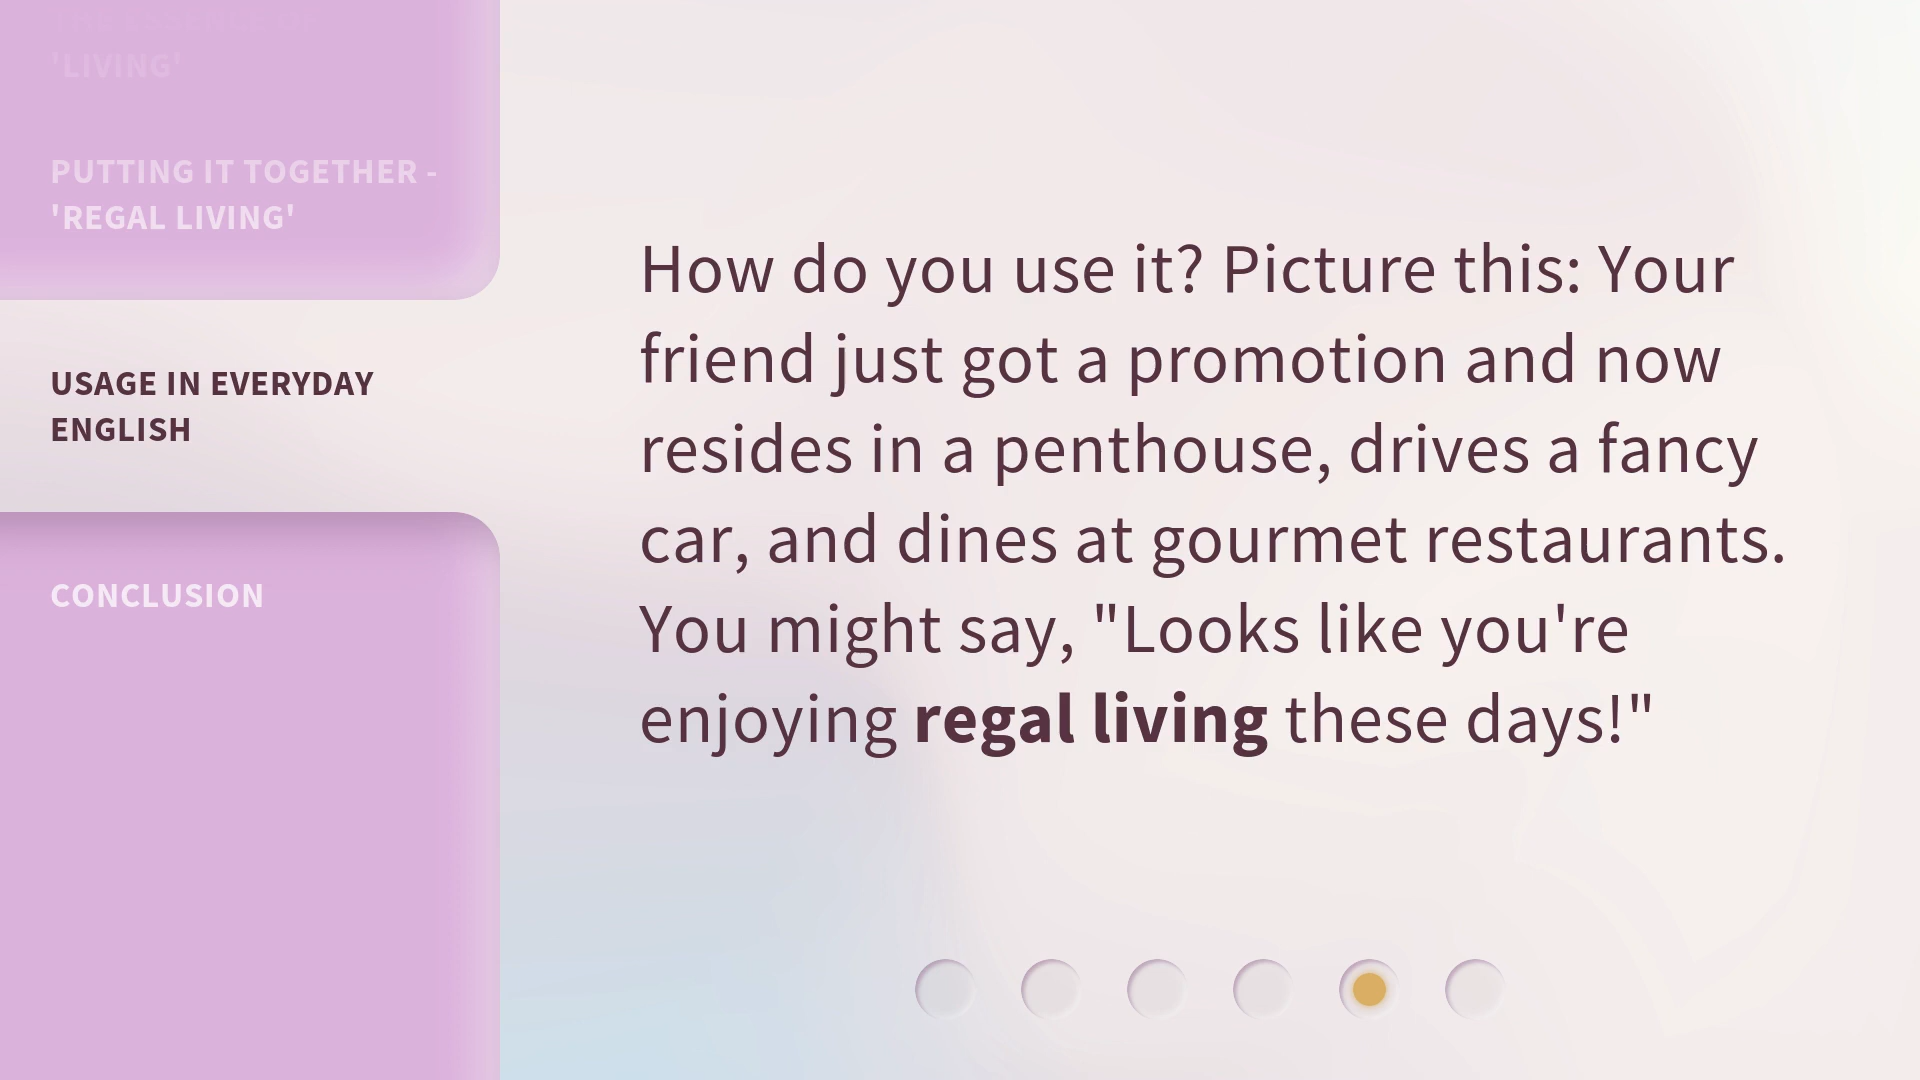 'LIVING'
PUTTING IT TOGETHER -
'REGAL LIVING'
USAGE IN EVERYDAY
ENGLISH
CONCLUSION
How do you use it? Picture this: Your
friend just got a promotion and now
resides in a penthouse, drives a fancy
car, and dines at gourmet restaurants.
You might say, "Looks like you're
enjoying regal living these days!"